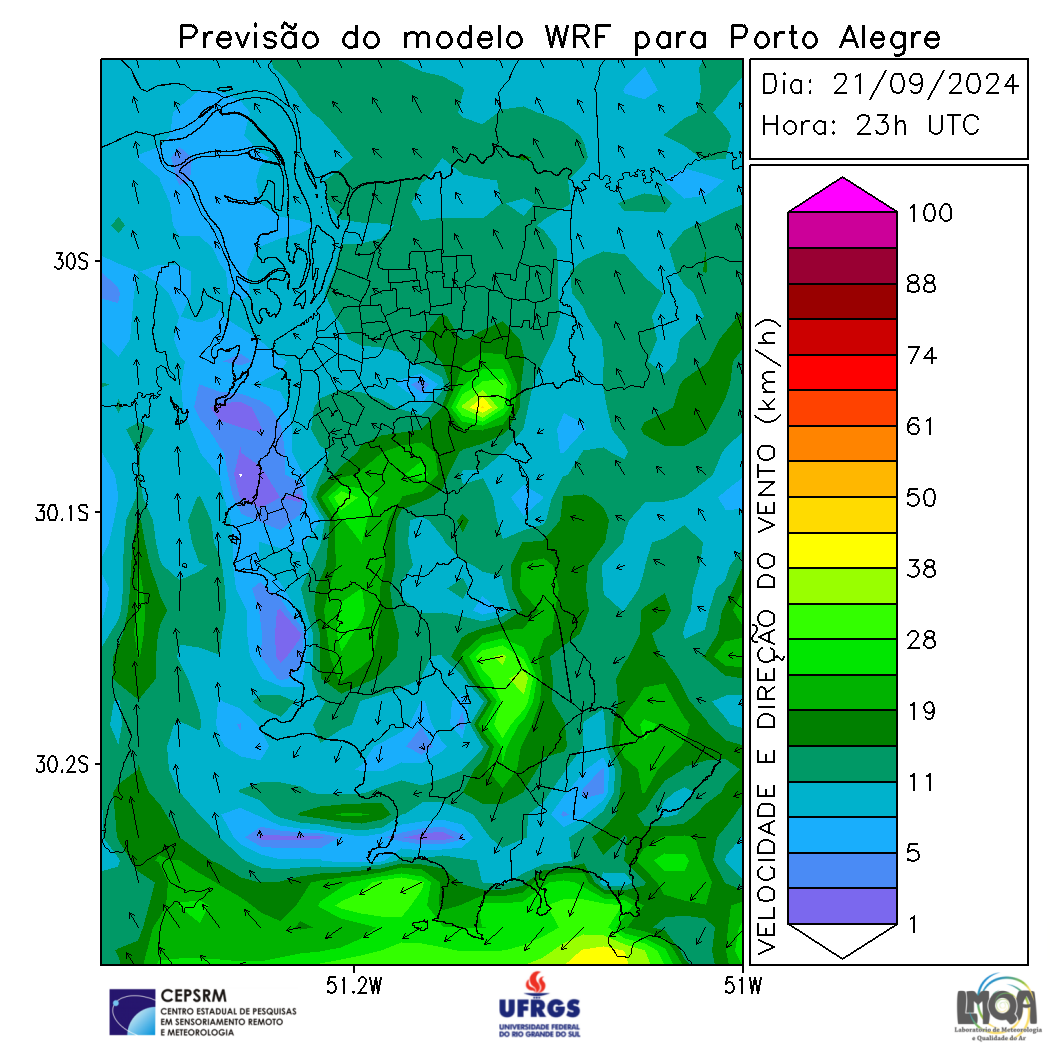 Previsão do modelo WRF para Porto Alegre
Dia: 21/09/2024
Hora: 23h UTC
30S
30.1S
30.2S
51.2W
51W
VELOCIDADE E DIREÇÃO DO VENTO (km/h)
100
88
74
61
50
38
28
19
11
5
1
CEPSRM
CENTRO ESTADUAL DE PESQUISAS
EM SENSORIAMENTO REMOTO
E METEOROLOGIA
UFRGS
UNIVERSIDADE FEDERAL
DO RIO GRANDE DO SUL
LMQA
Laboratório de Meteorologia
e Qualidade do Ar